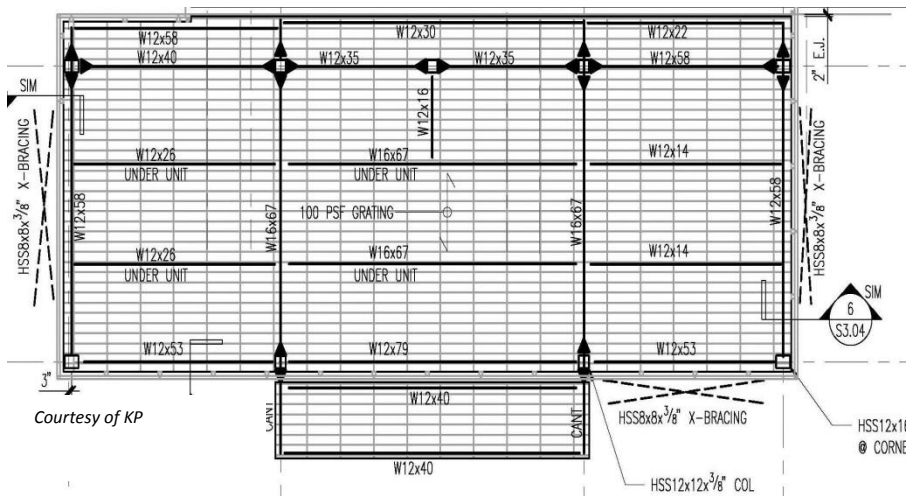 W12x58
W12x30
W12x22
2" E.J.
W12x40
W12x35
W12x35
W12x58
SIM
W12x16
HSS8x8x3/8" X-BRACING
W12x26
UNDER UNIT
W16x67
UNDER UNIT
W12x14
HSS8x8x3/8" X-BRACING
W12x58
W16x67
100 PSF GRATING
W16x67
W12x58
W12x26
UNDER UNIT
W16x67
UNDER UNIT
W12x14
SIM
6
S3.04
W12x53
W12x79
W12x53
3"
Courtesy of KP
CANT
W12x40
CANT
HSS8x8x3/8" X-BRACING
HSS12x16
@ CORNE
W12x40
HSS12x12x3/8" COL